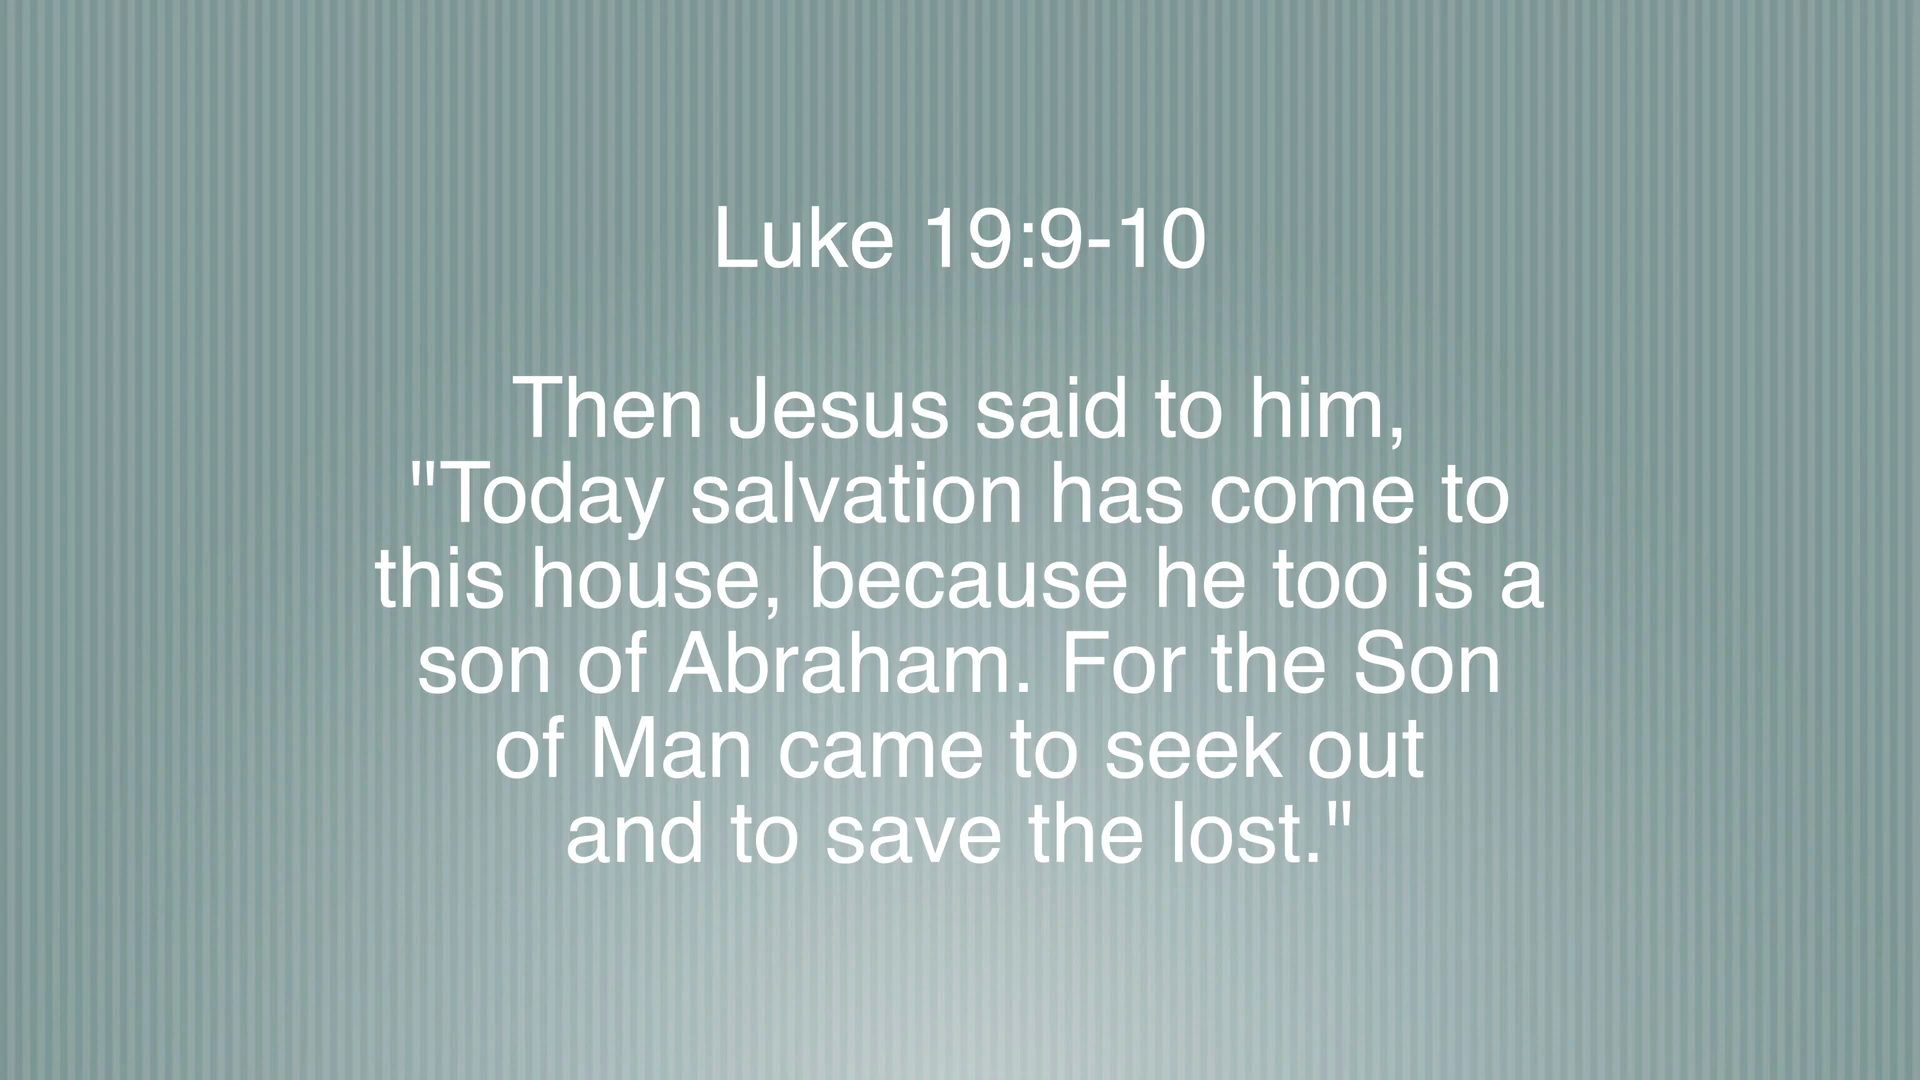 Luke 19:9-10
Then Jesus said to him,
"Today salvation has come to
this house, because he too is a
son of Abraham. For the Son
of Man came to seek out
and to save the lost."